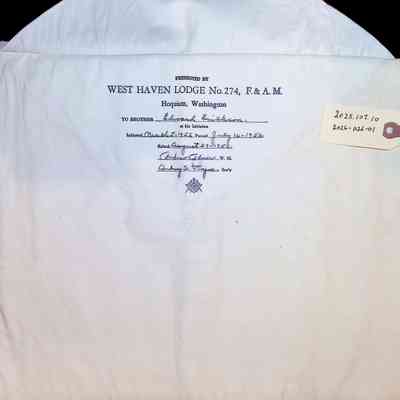 PRESENTED BY
WEST HAVEN LODGE No. 274, F. & A. M.
Hoquiam, Washington
TO BROTHER Edward Erickson
at his Initiation
Initiated March 5-1956 Passed July 16-1956
Raised August 27-1956
W. M.
Sec'y
2025.107.10
2026-026-01